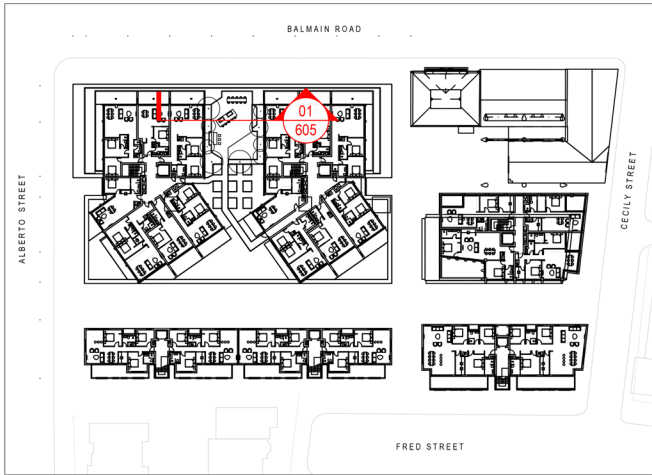 BALMAIN ROAD
01
605
ALBERTO STREET
CECILY STREET
FRED STREET